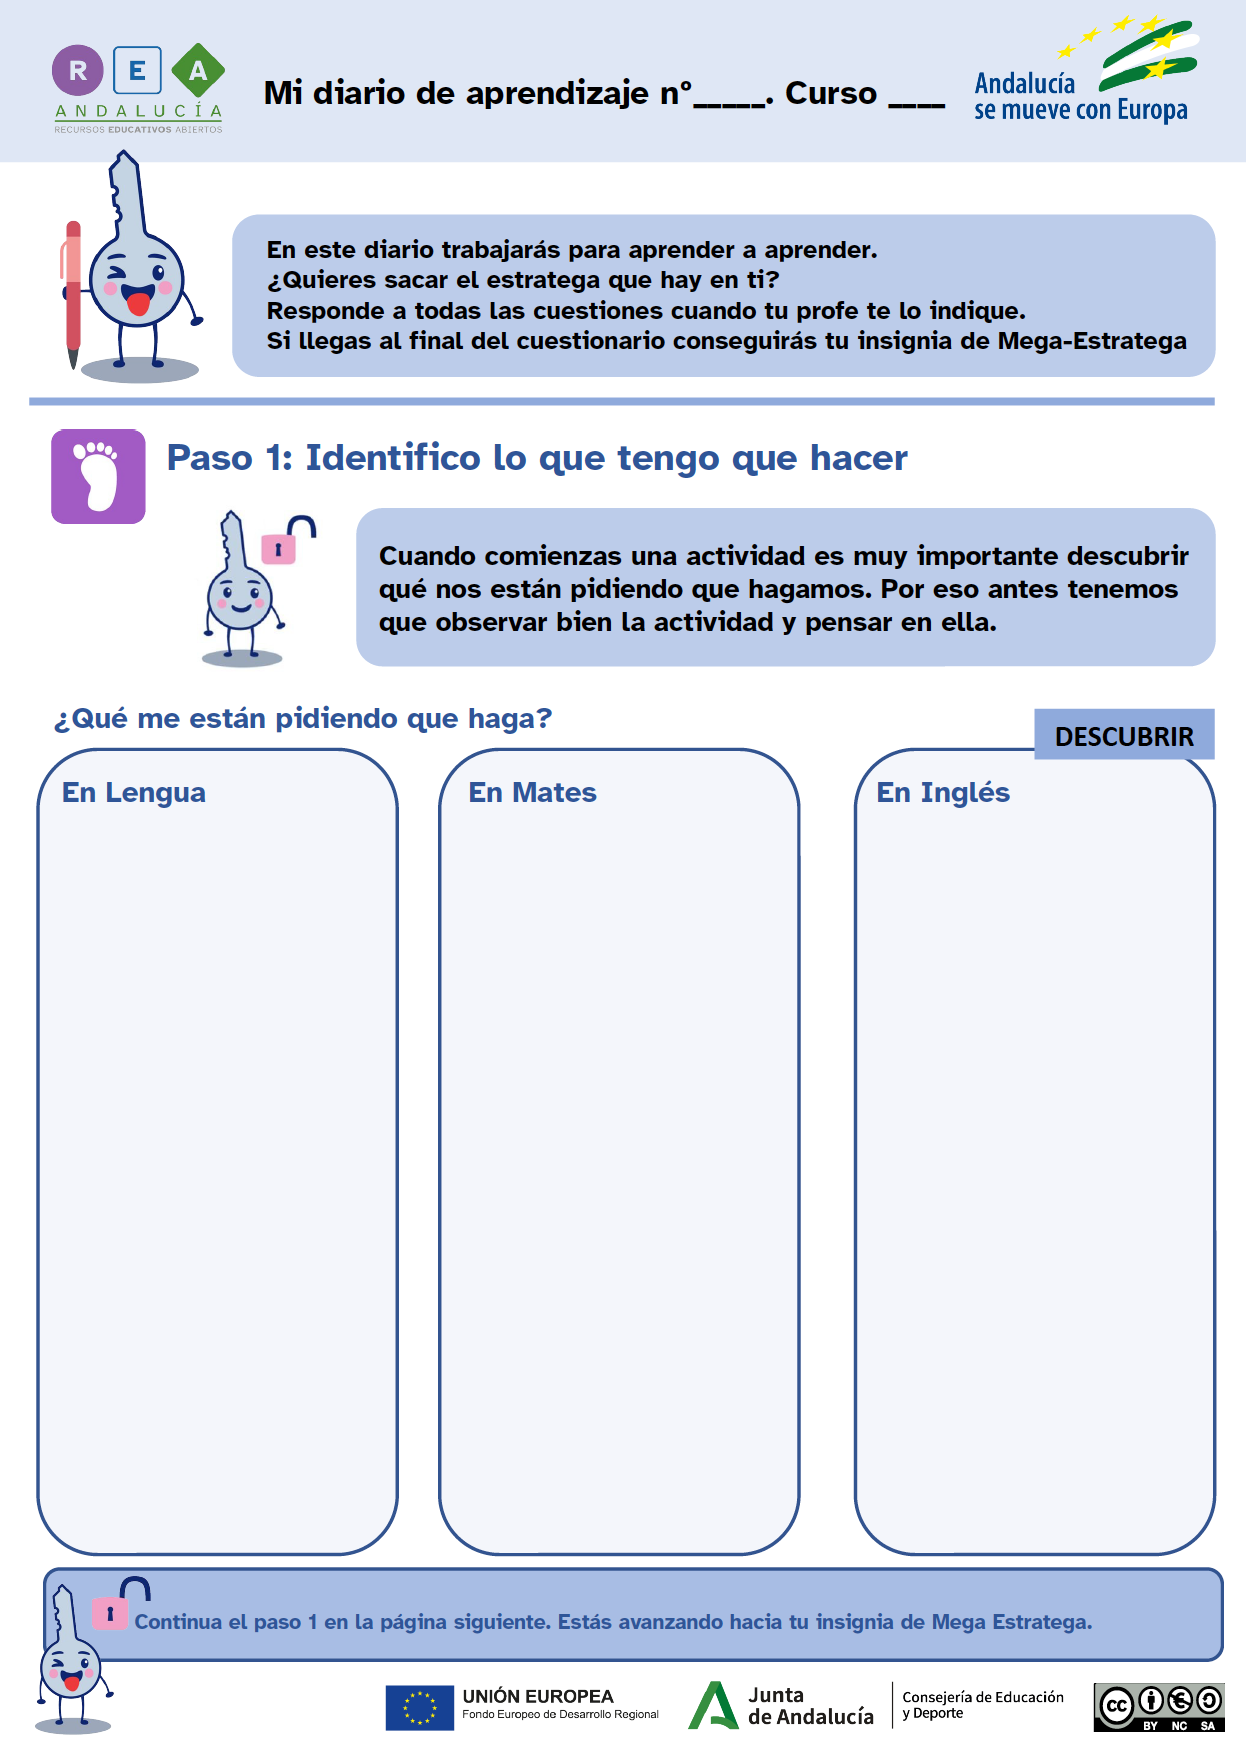 R E A
ANDALUCÍA
RECURSOS EDUCATIVOS ABIERTOS
Mi diario de aprendizaje nº_____. Curso ____
Andalucía
se mueve con Europa
En este diario trabajarás para aprender a aprender.
¿Quieres sacar el estratega que hay en ti?
Responde a todas las cuestiones cuando tu profe te lo indique.
Si llegas al final del cuestionario conseguirás tu insignia de Mega-Estratega
Paso 1: Identifico lo que tengo que hacer
Cuando comienzas una actividad es muy importante descubrir
qué nos están pidiendo que hagamos. Por eso antes tenemos
que observar bien la actividad y pensar en ella.
¿Qué me están pidiendo que haga?
DESCUBRIR
En Lengua
En Mates
En Inglés
Continua el paso 1 en la página siguiente. Estás avanzando hacia tu insignia de Mega Estratega.
UNIÓN EUROPEA
Fondo Europeo de Desarrollo Regional
Junta
de Andalucía
Consejería de Educación
y Deporte
cc
BY NC SA